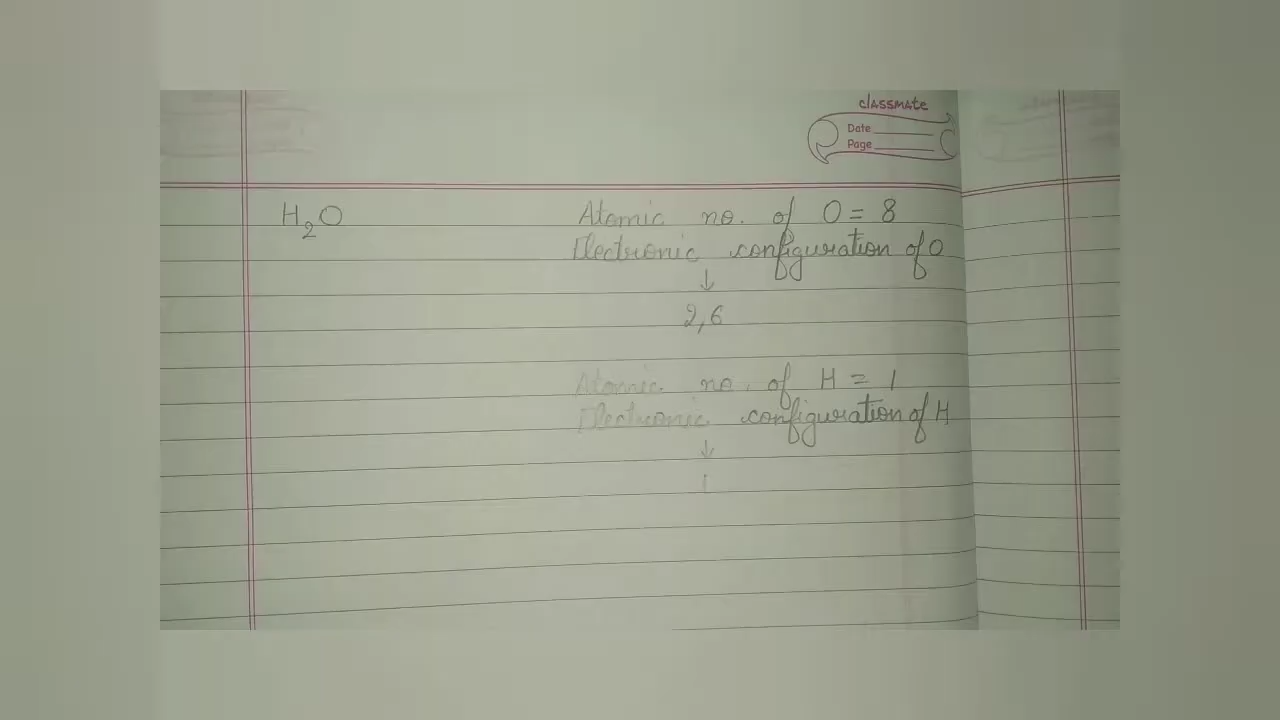 classmate
Date
Page
H₂O
Atomic no. of O = 8
Electronic configuration of O
↓
2,6
Atomic no. of H = 1
Electronic configuration of H
↓
1